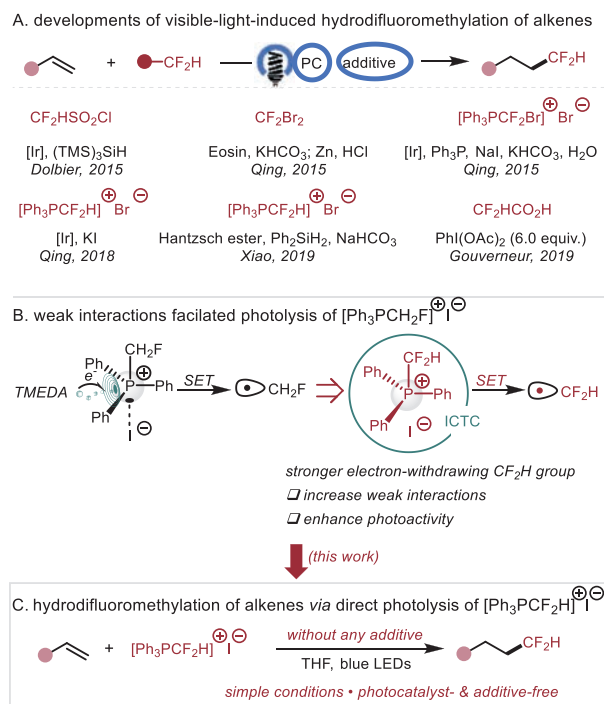 A. developments of visible-light-induced hydrodifluoromethylation of alkenes
+ CF₂H PC additive CF₂H
CF₂HSO₂Cl CF₂Br₂ [Ph₃PCF₂Br]⊕ Br⊖
[Ir], (TMS)₃SiH Eosin, KHCO₃; Zn, HCl [Ir], Ph₃P, NaI, KHCO₃, H₂O
Dolbier, 2015 Qing, 2015 Qing, 2015
[Ph₃PCF₂H]⊕ Br⊖ [Ph₃PCF₂H]⊕ Br⊖ CF₂HCO₂H
[Ir], KI Hantzsch ester, Ph₂SiH₂, NaHCO₃ PhI(OAc)₂ (6.0 equiv.)
Qing, 2018 Xiao, 2019 Gouverneur, 2019
B. weak interactions facilated photolysis of [Ph₃PCH₂F]⊕I⊖
CH₂F CF₂H
Ph e⁻ P⊕ Ph SET Ph P⊕ Ph SET
TMEDA CH₂F CF₂H
Ph I⊖ Ph I⊖ ICTC
stronger electron-withdrawing CF₂H group
❑ increase weak interactions
❑ enhance photoactivity
(this work)
C. hydrodifluoromethylation of alkenes via direct photolysis of [Ph₃PCF₂H]⊕I⊖
+ [Ph₃PCF₂H]⊕ I⊖ without any additive CF₂H
THF, blue LEDs
simple conditions • photocatalyst- & additive-free